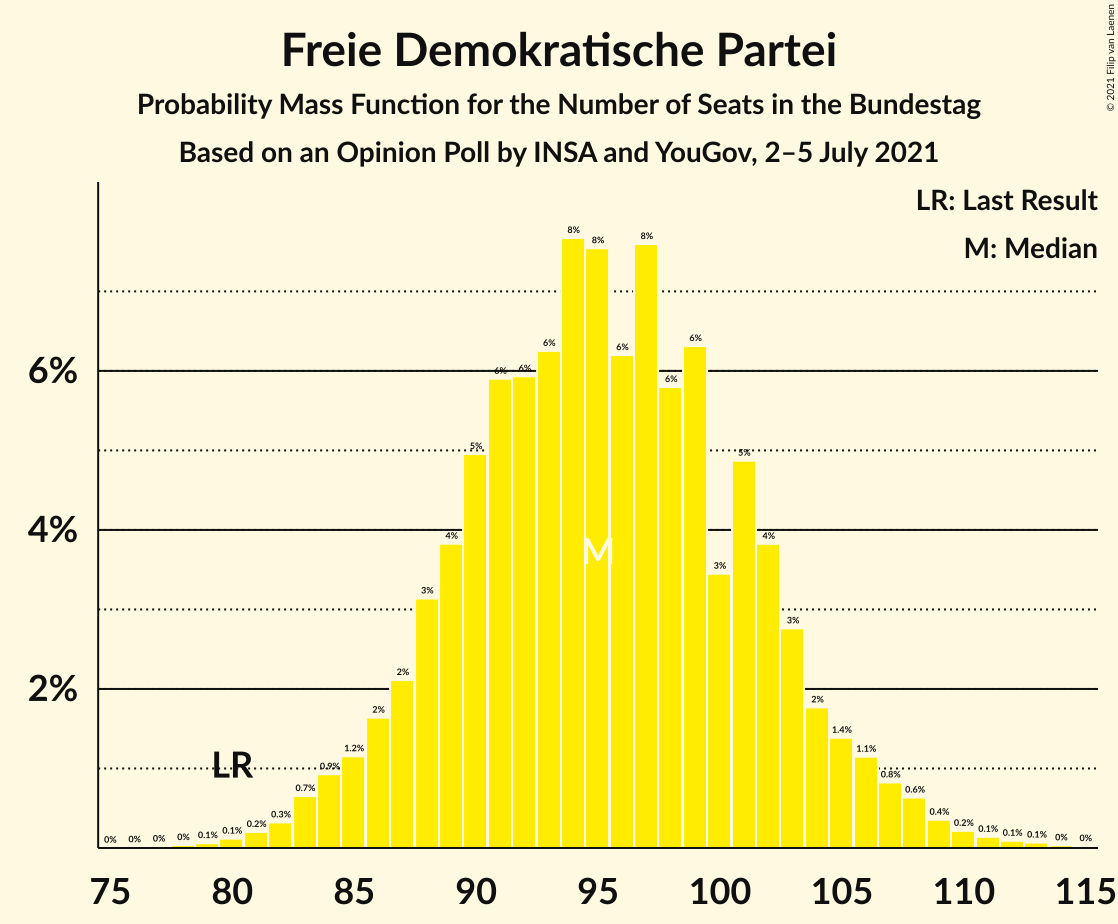 Freie Demokratische Partei
Probability Mass Function for the Number of Seats in the Bundestag
Based on an Opinion Poll by INSA and YouGov, 2–5 July 2021
© 2021 Filip van Laenen
LR: Last Result
M: Median
8% 8% 8%
6% 6% 6%
6% 6% 6% 6%
6%
5% 5%
4%
4% 4%
M
3% 3%
3%
2%
2%
2% 2%
LR
1.2% 1.4% 1.1%
0.9% 0.8%
0.7% 0.6%
0% 0% 0% 0% 0.1% 0.1% 0.2% 0.3% 0.4% 0.2% 0.1% 0.1% 0.1% 0% 0%
75 80 85 90 95 100 105 110 115